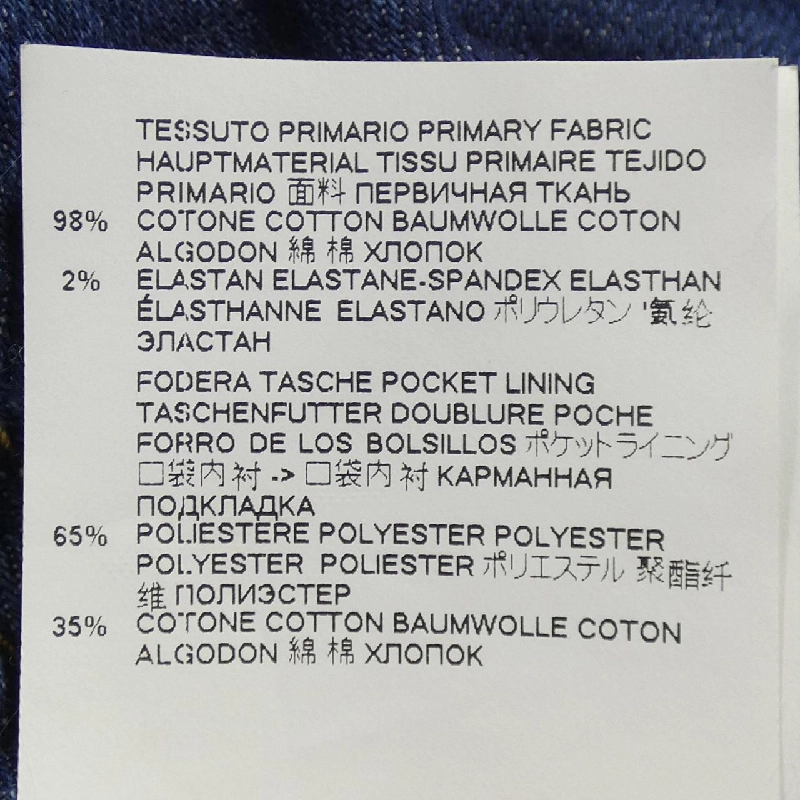 TESSUTO PRIMARIO PRIMARY FABRIC
HAUPTMATERIAL TISSU PRIMAIRE TEJIDO
PRIMARIO 面料 ПЕРВИЧНАЯ ТКАНЬ
98% COTONE COTTON BAUMWOLLE COTON
ALGODON 綿 棉 ХЛОПОК
2% ELASTAN ELASTANE-SPANDEX ELASTHAN
ÉLASTHANNE ELASTANO ポリウレタン '氨纶
ЭЛАСТАН
FODERA TASCHE POCKET LINING
TASCHENFUTTER DOUBLURE POCHE
FORRO DE LOS BOLSILLOS ポケットライニング
口袋内衬 -> 口袋内衬 КАРМАННАЯ
ПОДКЛАДКА
65% POLIESTERE POLYESTER POLYESTER
POLYESTER POLIESTER ポリエステル 聚酯纤
维 ПОЛИЭСТЕР
35% COTONE COTTON BAUMWOLLE COTON
ALGODON 綿 棉 ХЛОПОК